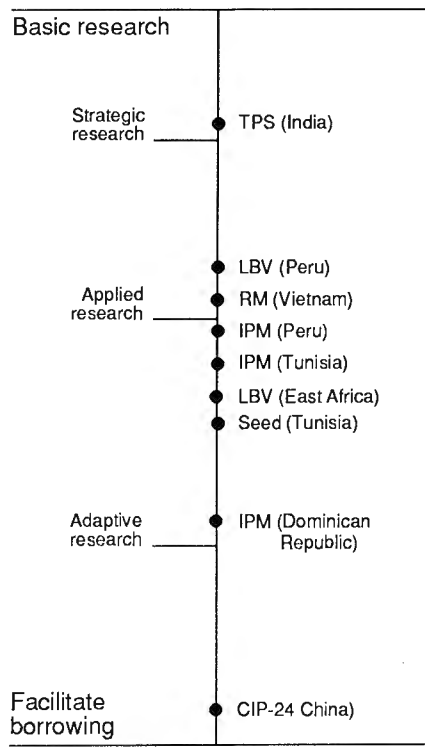 Basic research
Strategic
research
TPS (India)
LBV (Peru)
Applied
research
RM (Vietnam)
IPM (Peru)
IPM (Tunisia)
LBV (East Africa)
Seed (Tunisia)
Adaptive
research
IPM (Dominican
Republic)
Facilitate
borrowing
CIP-24 China)